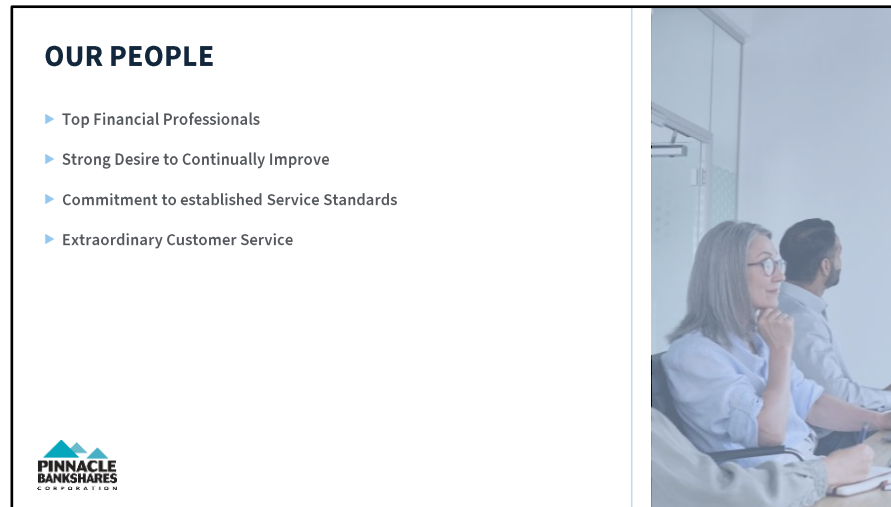 OUR PEOPLE
Top Financial Professionals
Strong Desire to Continually Improve
Commitment to established Service Standards
Extraordinary Customer Service
PINNACLE
BANKSHARES
CORPORATION